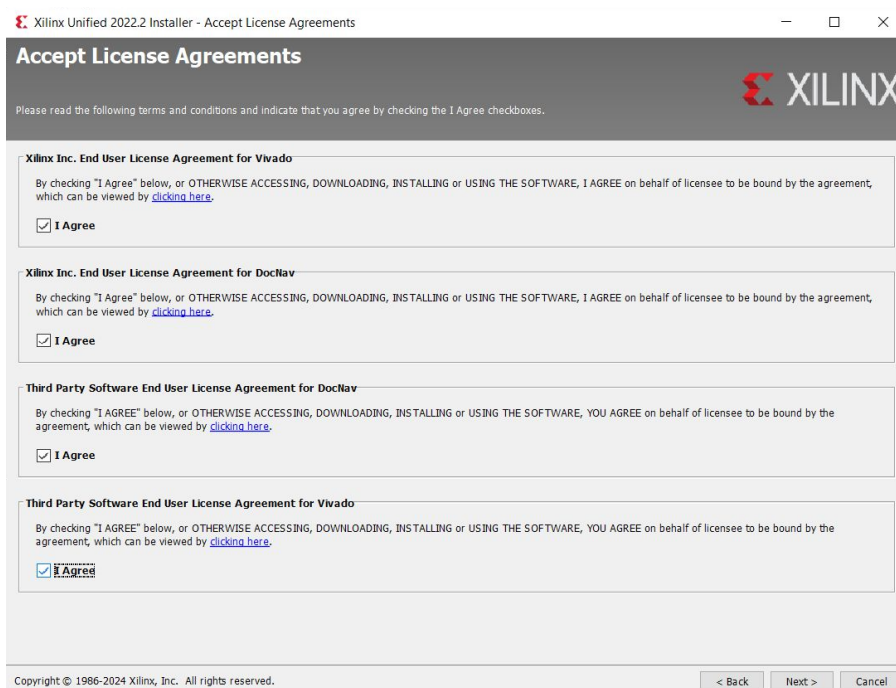 Xilinx Unified 2022.2 Installer - Accept License Agreements
Accept License Agreements
XILINX
Please read the following terms and conditions and indicate that you agree by checking the I Agree checkboxes.
Xilinx Inc. End User License Agreement for Vivado
By checking "I Agree" below, or OTHERWISE ACCESSING, DOWNLOADING, INSTALLING or USING THE SOFTWARE, I AGREE on behalf of licensee to be bound by the agreement,
which can be viewed by clicking here.
I Agree
Xilinx Inc. End User License Agreement for DocNav
By checking "I Agree" below, or OTHERWISE ACCESSING, DOWNLOADING, INSTALLING or USING THE SOFTWARE, I AGREE on behalf of licensee to be bound by the agreement,
which can be viewed by clicking here.
I Agree
Third Party Software End User License Agreement for DocNav
By checking "I AGREE" below, or OTHERWISE ACCESSING, DOWNLOADING, INSTALLING or USING THE SOFTWARE, YOU AGREE on behalf of licensee to be bound by the
agreement, which can be viewed by clicking here.
I Agree
Third Party Software End User License Agreement for Vivado
By checking "I AGREE" below, or OTHERWISE ACCESSING, DOWNLOADING, INSTALLING or USING THE SOFTWARE, YOU AGREE on behalf of licensee to be bound by the
agreement, which can be viewed by clicking here.
I Agree
Copyright © 1986-2024 Xilinx, Inc. All rights reserved.
< Back Next > Cancel